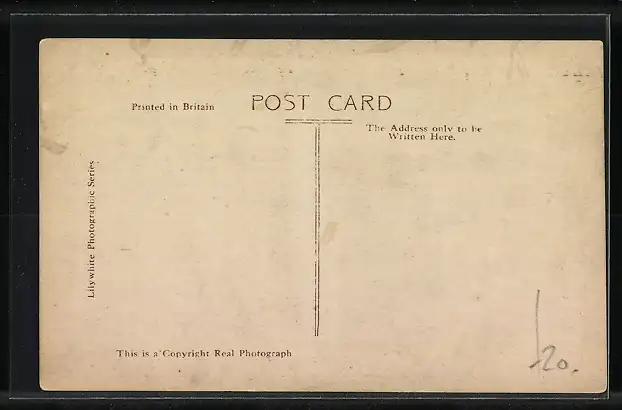 Printed in Britain
POST CARD
The Address only to be
Written Here.
Lilywhite Photographic Series
This is a Copyright Real Photograph
20.